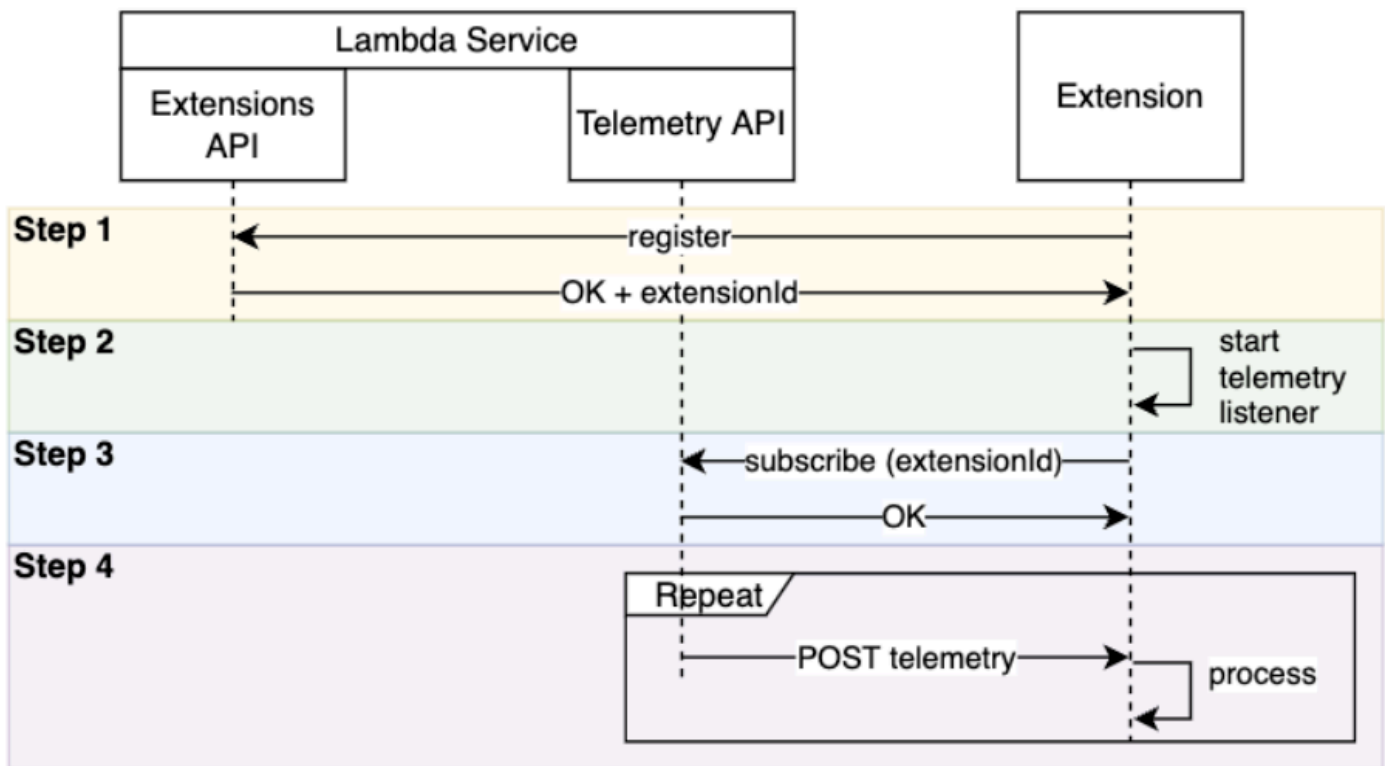 Lambda Service
Extensions
API
Telemetry API
Extension
Step 1
register
OK + extensionId
Step 2
start
telemetry
listener
Step 3
subscribe (extensionId)
OK
Step 4
Repeat
POST telemetry
process